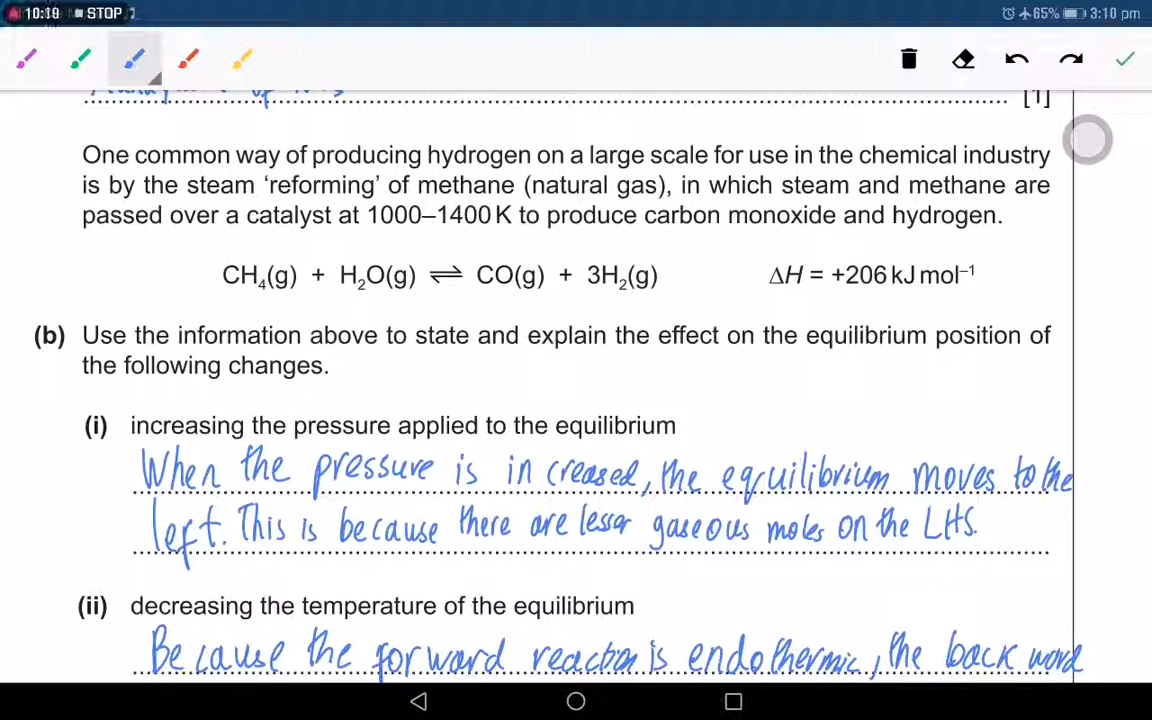 10:19 STOP 65% 3:10 pm
[1]
One common way of producing hydrogen on a large scale for use in the chemical industry
is by the steam ‘reforming’ of methane (natural gas), in which steam and methane are
passed over a catalyst at 1000–1400 K to produce carbon monoxide and hydrogen.
CH₄(g) + H₂O(g) ⇌ CO(g) + 3H₂(g) ΔH = +206 kJ mol⁻¹
(b) Use the information above to state and explain the effect on the equilibrium position of
the following changes.
(i) increasing the pressure applied to the equilibrium
When the pressure is increased, the equilibrium moves to the
left. This is because there are lesser gaseous moles on the LHS.
(ii) decreasing the temperature of the equilibrium
Because the forward reaction is endothermic, the backward